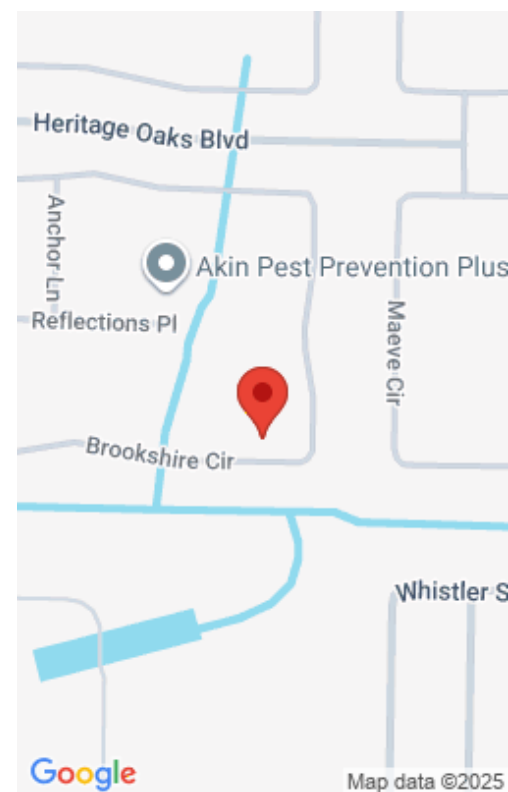 Heritage Oaks Blvd
Anchor Ln
Akin Pest Prevention Plus
Reflections Pl
Maeve Cir
Brookshire Cir
Whistler S
Google
Map data ©2025